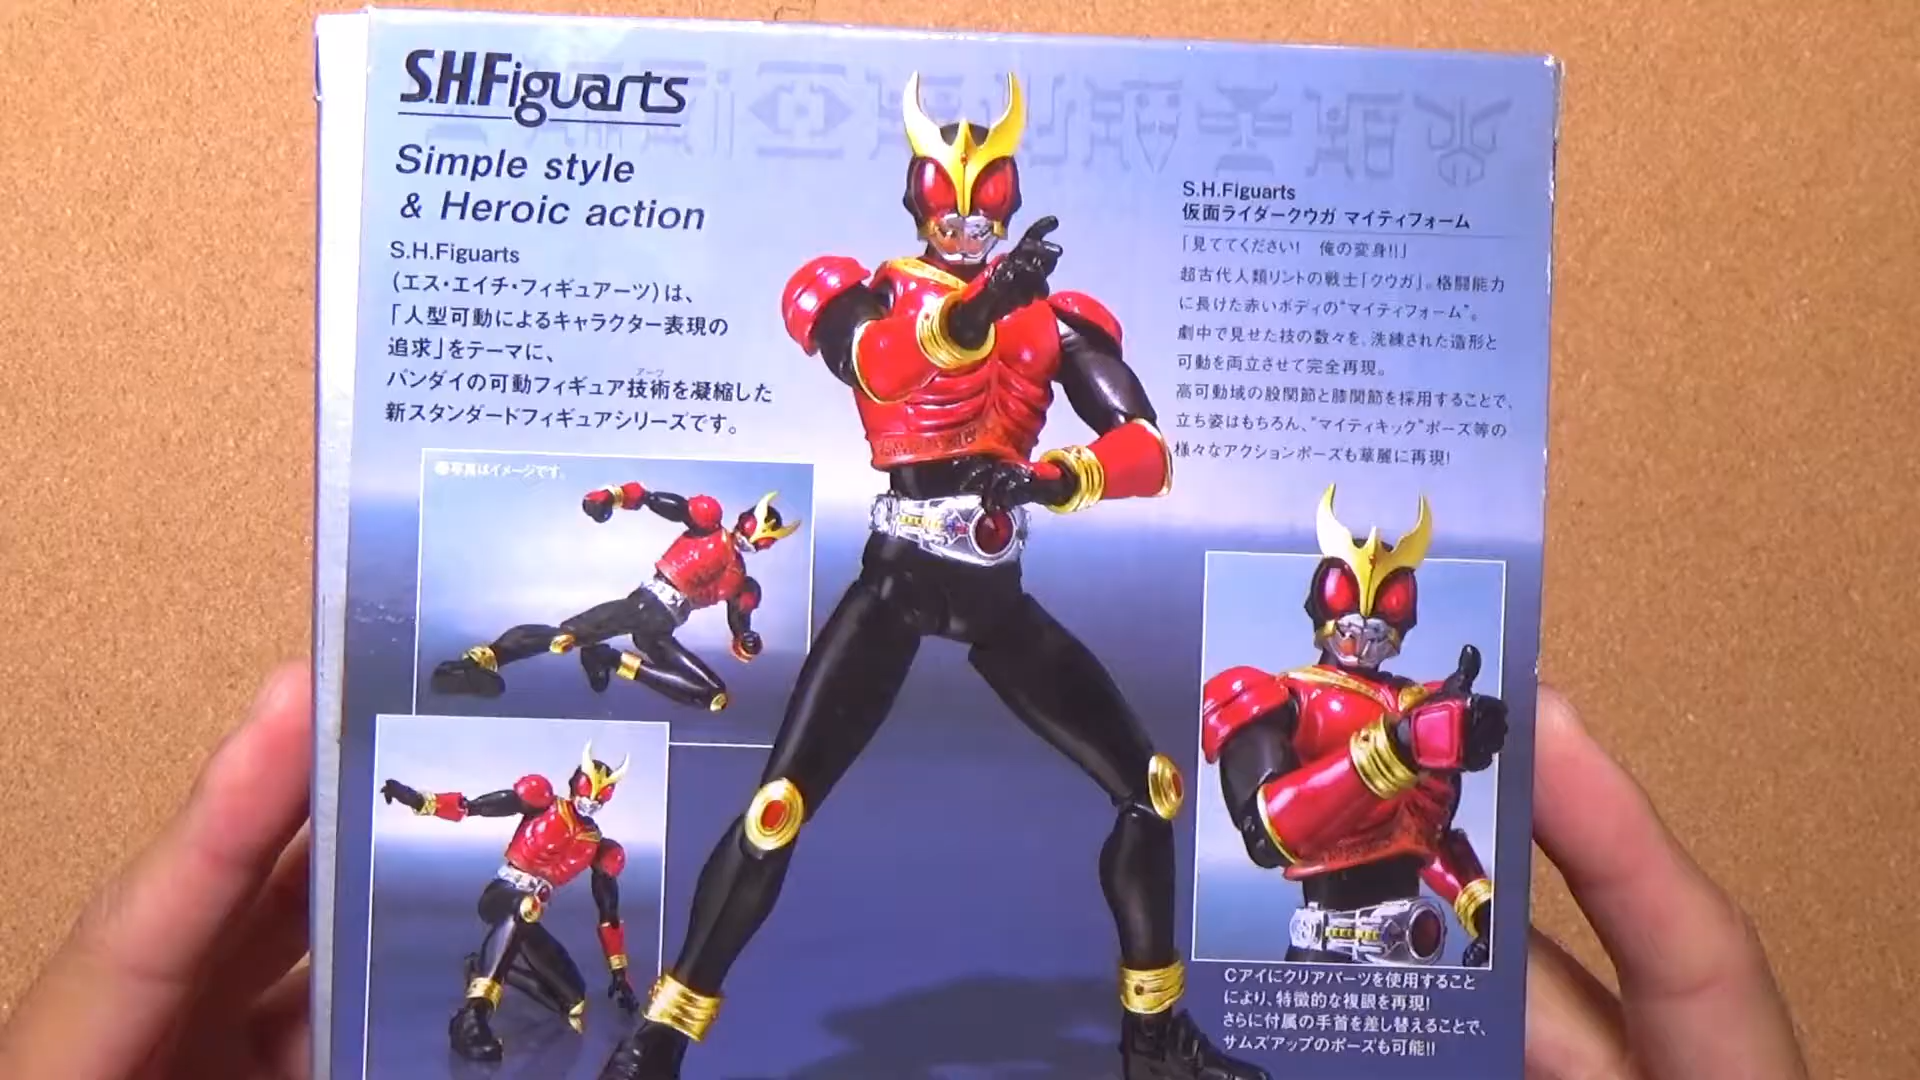 S.H.Figuarts
Simple style
& Heroic action
S.H.Figuarts
(エス・エイチ・フィギュアーツ)は、
「人型可動によるキャラクター表現の
追求」をテーマに、
アーツ
バンダイの可動フィギュア技術を凝縮した
新スタンダードフィギュアシリーズです。
●写真はイメージです。
S.H.Figuarts
仮面ライダークウガ マイティフォーム
「見ててください! 俺の変身!!」
超古代人類リントの戦士「クウガ」。格闘能力
に長けた赤いボディの“マイティフォーム”。
劇中で見せた技の数々を、洗練された造形と
可動を両立させて完全再現。
高可動域の股関節と膝関節を採用することで、
立ち姿はもちろん、“マイティキック”ポーズ等の
様々なアクションポーズも華麗に再現!
Cアイにクリアパーツを使用すること
により、特徴的な複眼を再現!
さらに付属の手首を差し替えることで、
サムズアップのポーズも可能!!